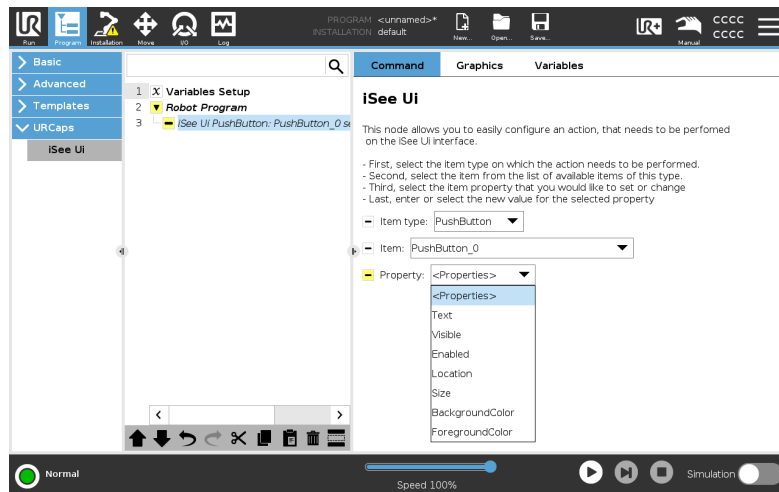 PROGRAM <unnamed>*
INSTALLATION default
UR
Run
Program
Installation
Move
I/O
Log
New...
Open...
Save...
R+
Manual
CCCC
CCCC
Basic
Advanced
Templates
URCaps
iSee Ui
1 X Variables Setup
2 Robot Program
3 iSee Ui PushButton: PushButton_0 se
Command Graphics Variables
iSee Ui
This node allows you to easily configure an action, that needs to be perfomed
on the iSee Ui interface.
- First, select the item type on which the action needs to be performed.
- Second, select the item from the list of available items of this type.
- Third, select the item property that you would like to set or change
- Last, enter or select the new value for the selected property
Item type: PushButton
Item: PushButton_0
Property: <Properties>
<Properties>
Text
Visible
Enabled
Location
Size
BackgroundColor
ForegroundColor
Normal
Speed 100%
Simulation